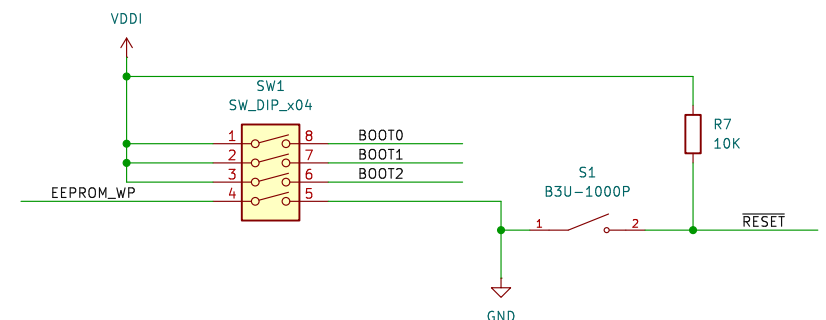 VDDI
SW1
SW_DIP_x04
1 8 BOOT0
2 7 BOOT1
3 6 BOOT2
EEPROM_WP 4 5
R7
10K
S1
B3U-1000P
1 2
RESET
GND